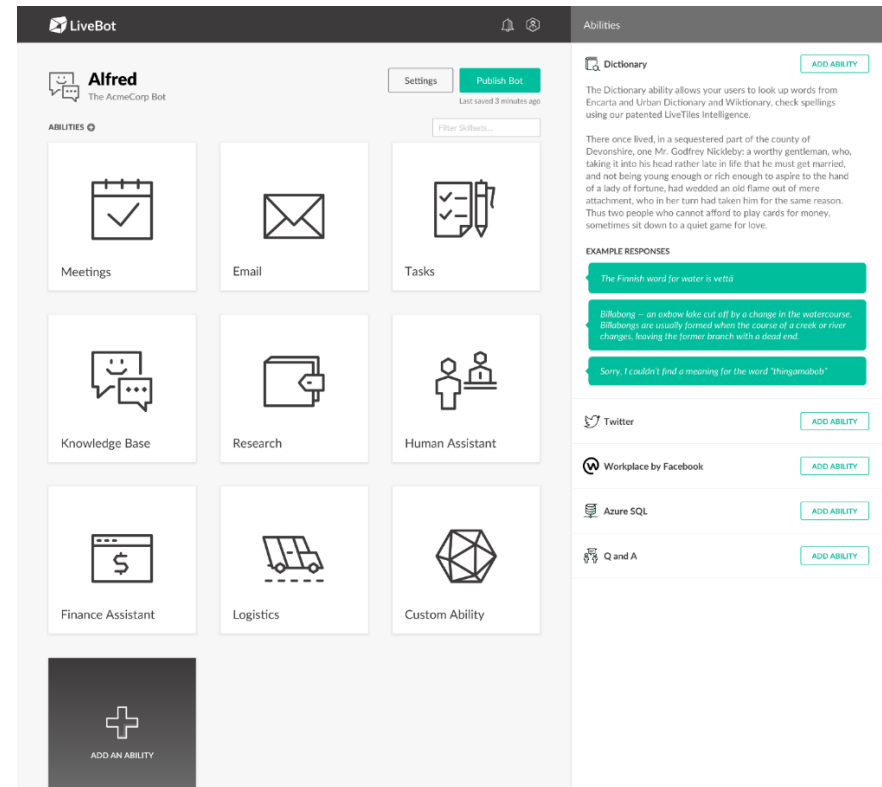 LiveBot
Alfred
The AcmeCorp Bot
Settings
Publish Bot
Last saved 3 minutes ago
ABILITIES
Filter Skillsets...
Meetings
Email
Tasks
Knowledge Base
Research
Human Assistant
Finance Assistant
Logistics
Custom Ability
ADD AN ABILITY
Abilities
Dictionary
ADD ABILITY
The Dictionary ability allows your users to look up words from
Encarta and Urban Dictionary and Wiktionary, check spellings
using our patented LiveTiles Intelligence.
There once lived, in a sequestered part of the county of
Devonshire, one Mr. Godfrey Nickleby: a worthy gentleman, who,
taking it into his head rather late in life that he must get married,
and not being young enough or rich enough to aspire to the hand
of a lady of fortune, had wedded an old flame out of mere
attachment, who in her turn had taken him for the same reason.
Thus two people who cannot afford to play cards for money,
sometimes sit down to a quiet game for love.
EXAMPLE RESPONSES
The Finnish word for water is vettä
Billabong — an oxbow lake cut off by a change in the watercourse.
Billabongs are usually formed when the course of a creek or river
changes, leaving the former branch with a dead end.
Sorry, I couldn't find a meaning for the word "thingamabob"
Twitter
ADD ABILITY
Workplace by Facebook
ADD ABILITY
Azure SQL
ADD ABILITY
Q and A
ADD ABILITY